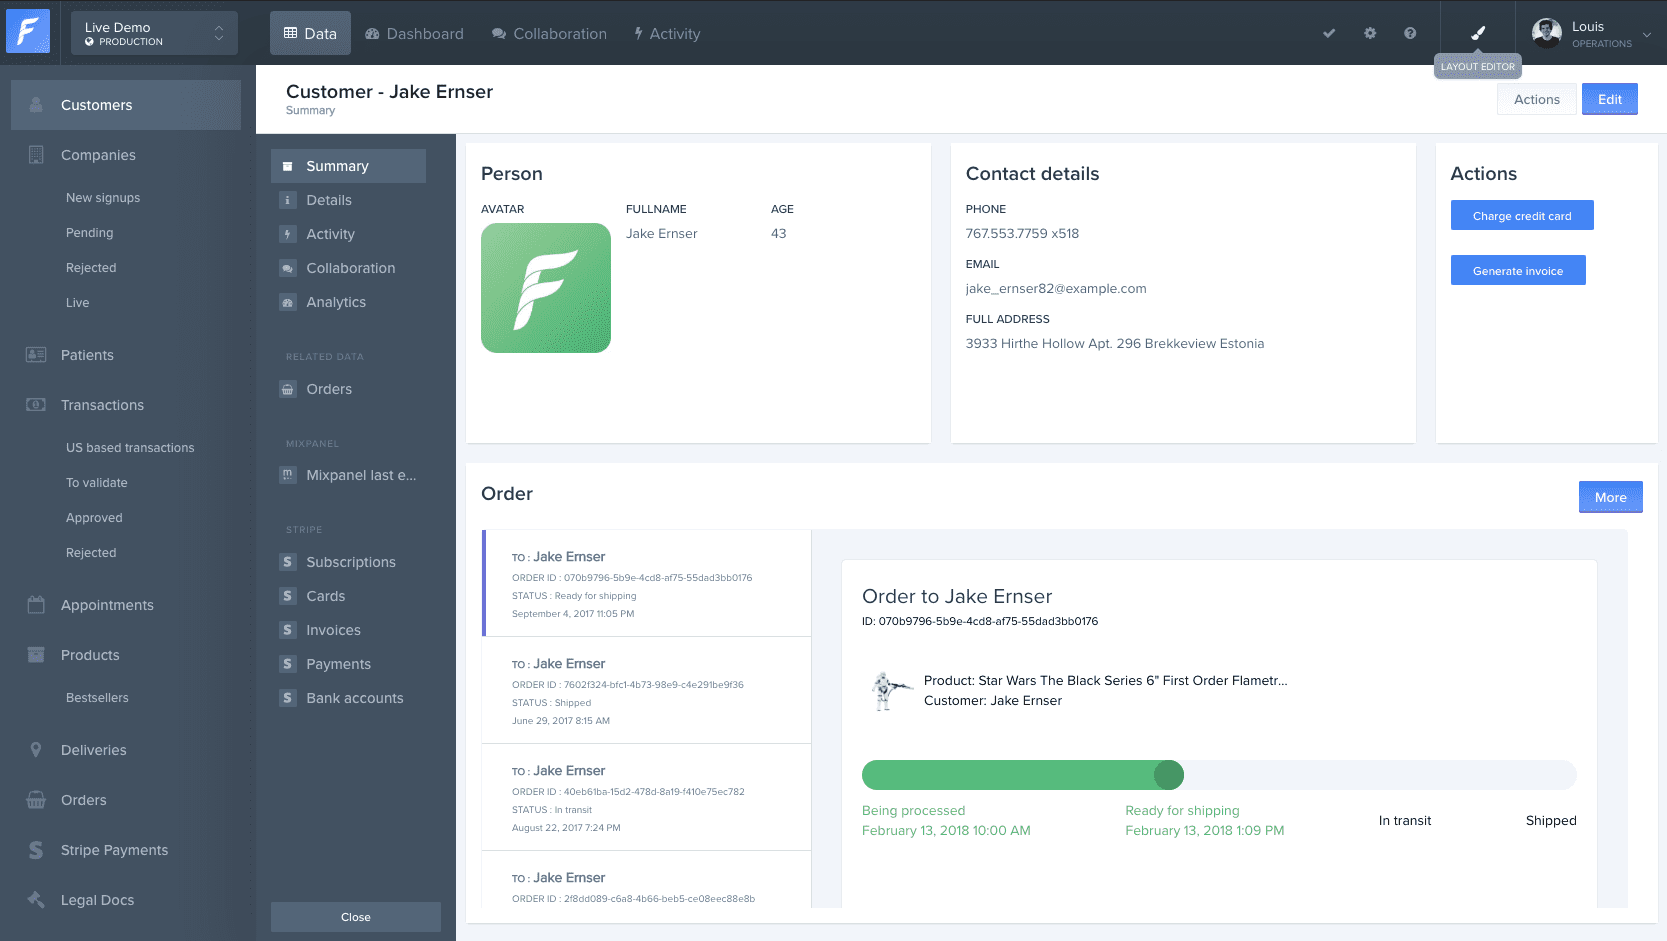 Live Demo
PRODUCTION
Data
Dashboard
Collaboration
Activity
LAYOUT EDITOR
Louis
OPERATIONS
Customers
Companies
New signups
Pending
Rejected
Live
Patients
Transactions
US based transactions
To validate
Approved
Rejected
Appointments
Products
Bestsellers
Deliveries
Orders
Stripe Payments
Legal Docs
Customer - Jake Ernser
Summary
Actions
Edit
Summary
Details
Activity
Collaboration
Analytics
RELATED DATA
Orders
MIXPANEL
Mixpanel last e...
STRIPE
Subscriptions
Cards
Invoices
Payments
Bank accounts
Close
Person
AVATAR
FULLNAME
AGE
Jake Ernser
43
Contact details
PHONE
767.553.7759 x518
EMAIL
jake_ernser82@example.com
FULL ADDRESS
3933 Hirthe Hollow Apt. 296 Brekkeview Estonia
Actions
Charge credit card
Generate invoice
Order
More
TO : Jake Ernser
ORDER ID : 070b9796-5b9e-4cd8-af75-55dad3bb0176
STATUS : Ready for shipping
September 4, 2017 11:05 PM
TO : Jake Ernser
ORDER ID : 7602f324-bfc1-4b73-98e9-c4e291be9f36
STATUS : Shipped
June 29, 2017 8:15 AM
TO : Jake Ernser
ORDER ID : 40eb61ba-15d2-478d-8a19-f410e75ec782
STATUS : In transit
August 22, 2017 7:24 PM
TO : Jake Ernser
ORDER ID : 2f8dd089-c6a8-4b66-beb5-ce08eec88e8b
Order to Jake Ernser
ID: 070b9796-5b9e-4cd8-af75-55dad3bb0176
Product: Star Wars The Black Series 6" First Order Flametr...
Customer: Jake Ernser
Being processed
February 13, 2018 10:00 AM
Ready for shipping
February 13, 2018 1:09 PM
In transit
Shipped